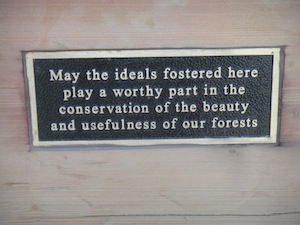 May the ideals fostered here
play a worthy part in the
conservation of the beauty
and usefulness of our forests